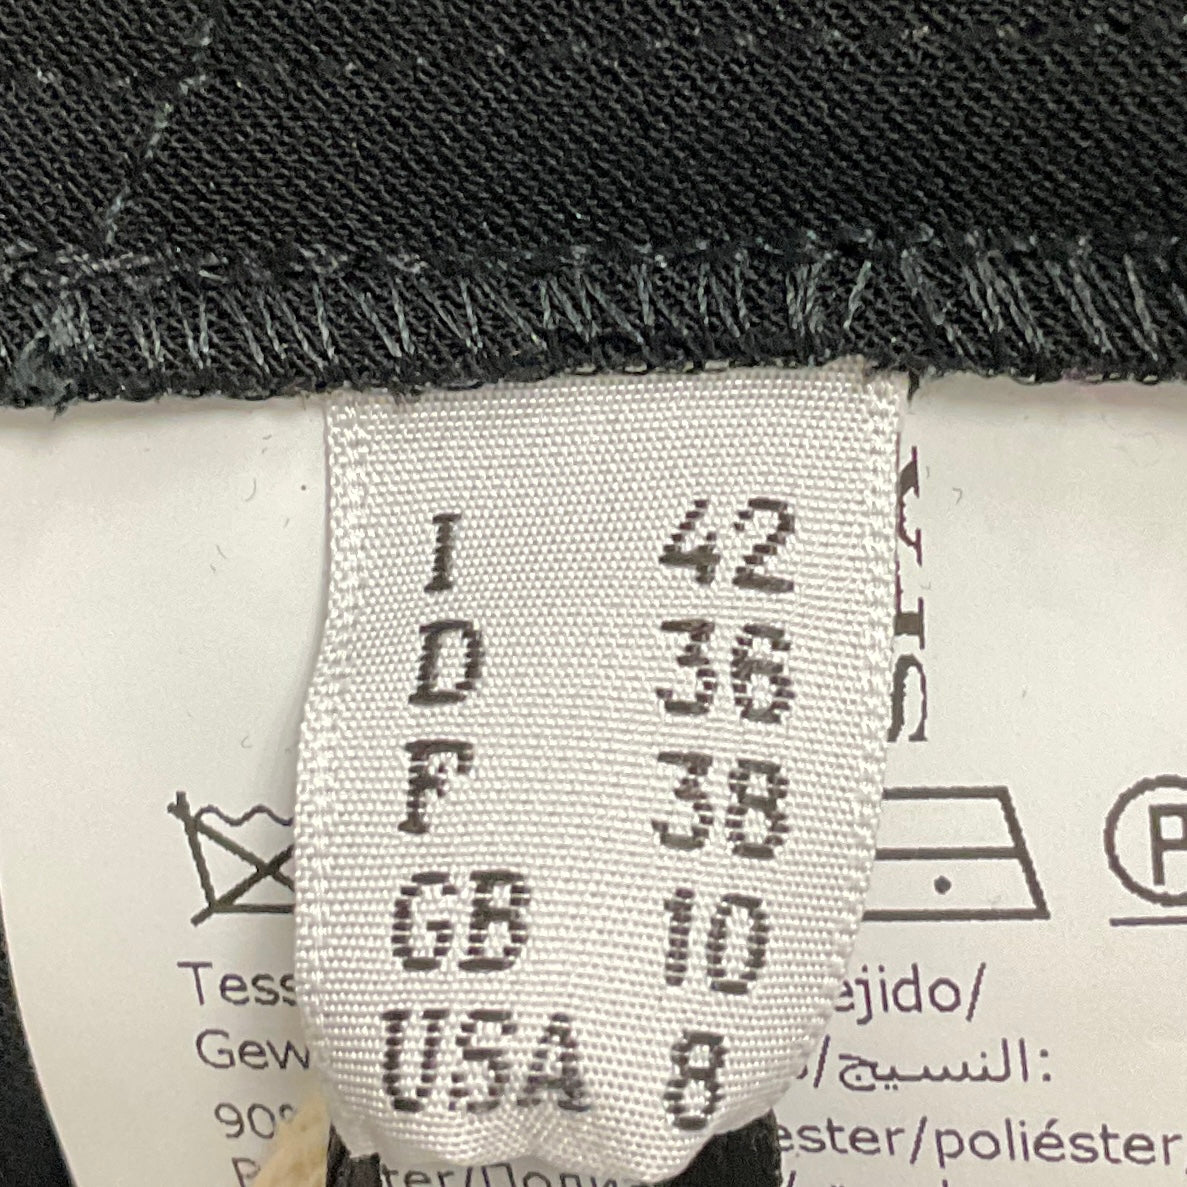 I 42
D 36
F 38
GB 10
USA 8
P
Tess
ejido/
Gew
/النسيج:
90%
ester/poliéster,